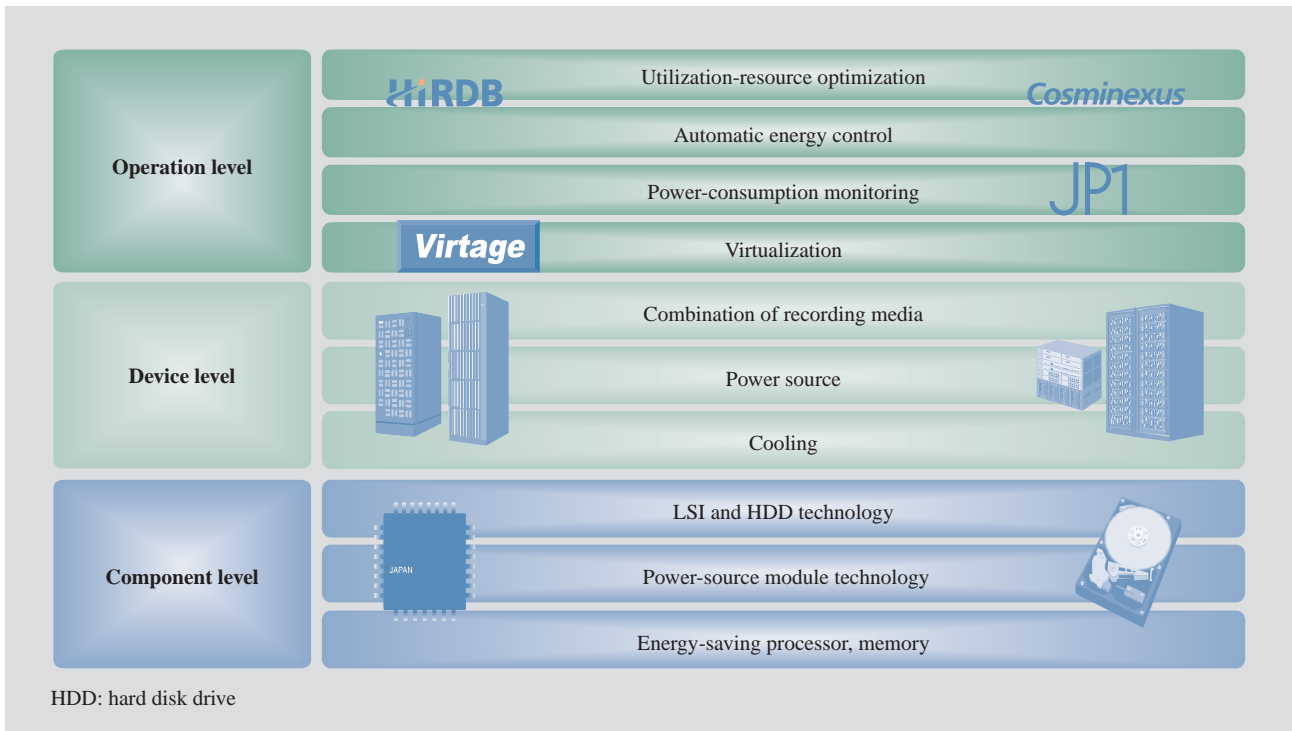 Operation level
Utilization-resource optimization
HiRDB
Cosminexus
Automatic energy control
Power-consumption monitoring
JP1
Virtage
Virtualization
Device level
Combination of recording media
Power source
Cooling
Component level
LSI and HDD technology
JAPAN
Power-source module technology
Energy-saving processor, memory
HDD: hard disk drive